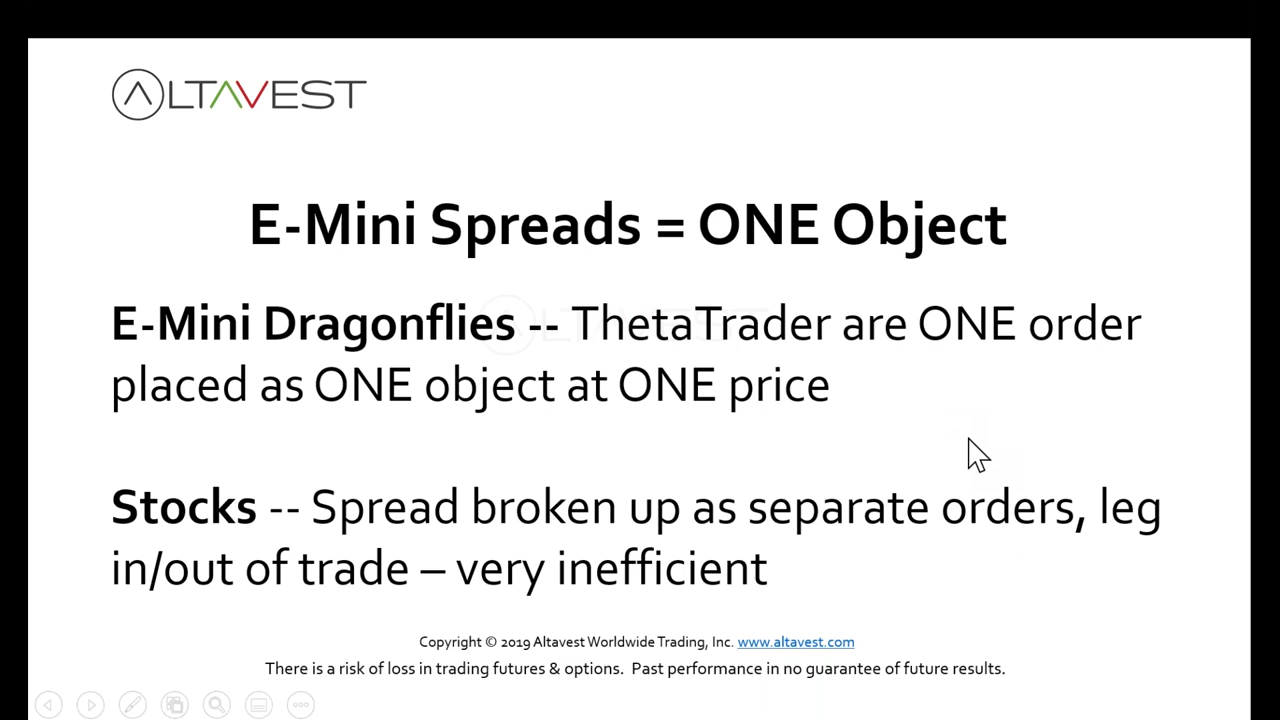 ALTAVEST
E-Mini Spreads = ONE Object
E-Mini Dragonflies -- ThetaTrader are ONE order
placed as ONE object at ONE price
Stocks -- Spread broken up as separate orders, leg
in/out of trade – very inefficient
Copyright © 2019 Altavest Worldwide Trading, Inc. www.altavest.com
There is a risk of loss in trading futures & options. Past performance in no guarantee of future results.